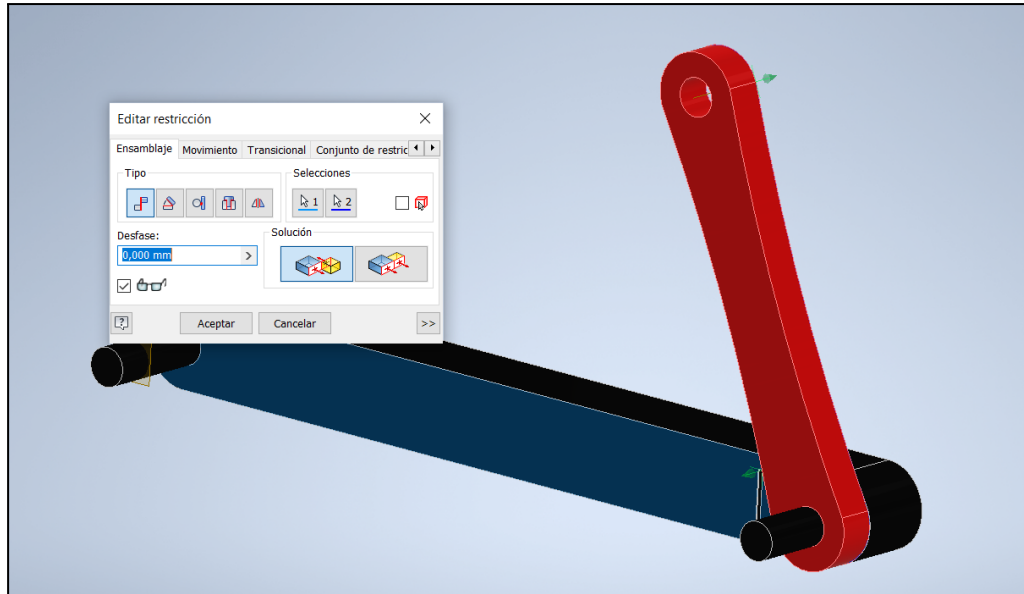 Editar restricción
Ensamblaje Movimiento Transicional Conjunto de restric
Tipo
Selecciones
1 2
Desfase:
0,000 mm >
Solución
? Aceptar Cancelar >>